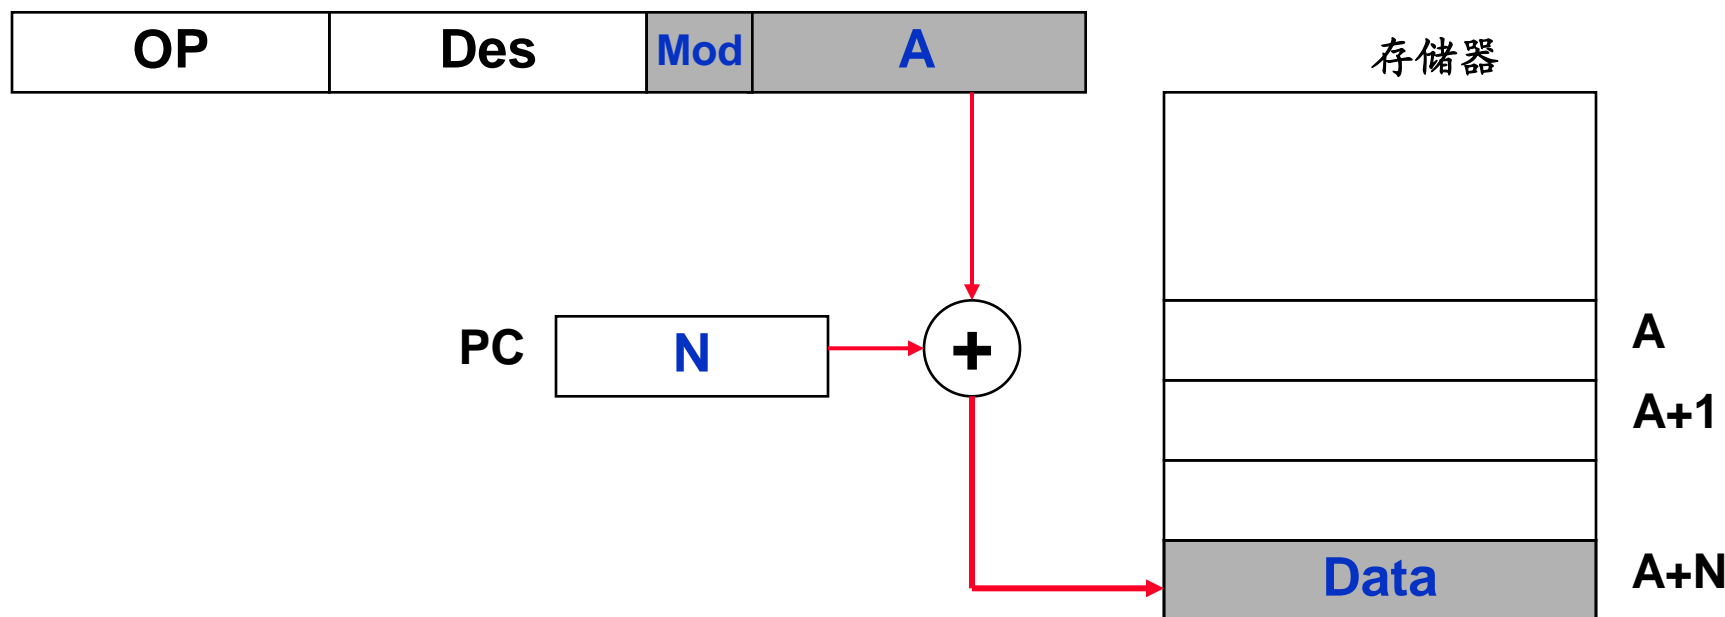 OP Des Mod A
存储器
A
PC N +
A+1
Data A+N